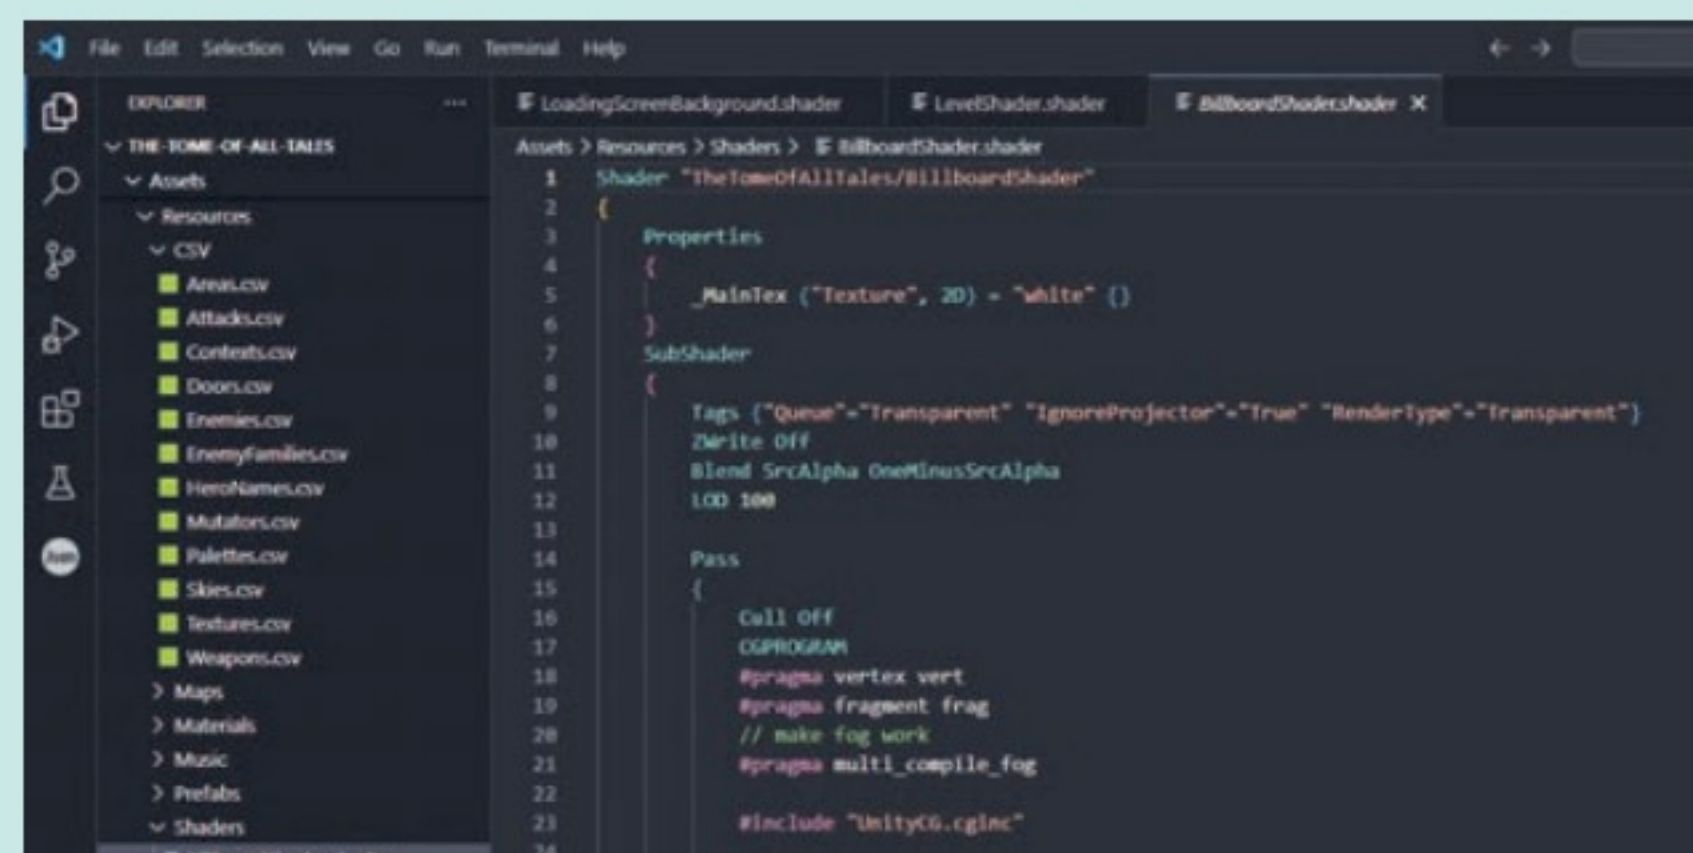 File Edit Selection View Go Run Terminal Help
EXPLORER ...
THE-TOME-OF-ALL-TALES
Assets
Resources
CSV
Areas.csv
Attacks.csv
Contexts.csv
Doors.csv
Enemies.csv
EnemyFamilies.csv
HeroNames.csv
Mutators.csv
Palettes.csv
Skies.csv
Textures.csv
Weapons.csv
Maps
Materials
Music
Prefabs
Shaders
LoadingScreenBackground.shader LevelShader.shader BillboardShader.shader
Assets > Resources > Shaders > BillboardShader.shader
1 Shader "TheTomeOfAllTales/BillboardShader"
2 {
3 Properties
4 {
5 _MainTex ("Texture", 2D) = "white" {}
6 }
7 SubShader
8 {
9 Tags {"Queue"="Transparent" "IgnoreProjector"="True" "RenderType"="Transparent"}
10 ZWrite Off
11 Blend SrcAlpha OneMinusSrcAlpha
12 LOD 100
13
14 Pass
15 {
16 Cull Off
17 CGPROGRAM
18 #pragma vertex vert
19 #pragma fragment frag
20 // make fog work
21 #pragma multi_compile_fog
22
23 #include "UnityCG.cginc"
24